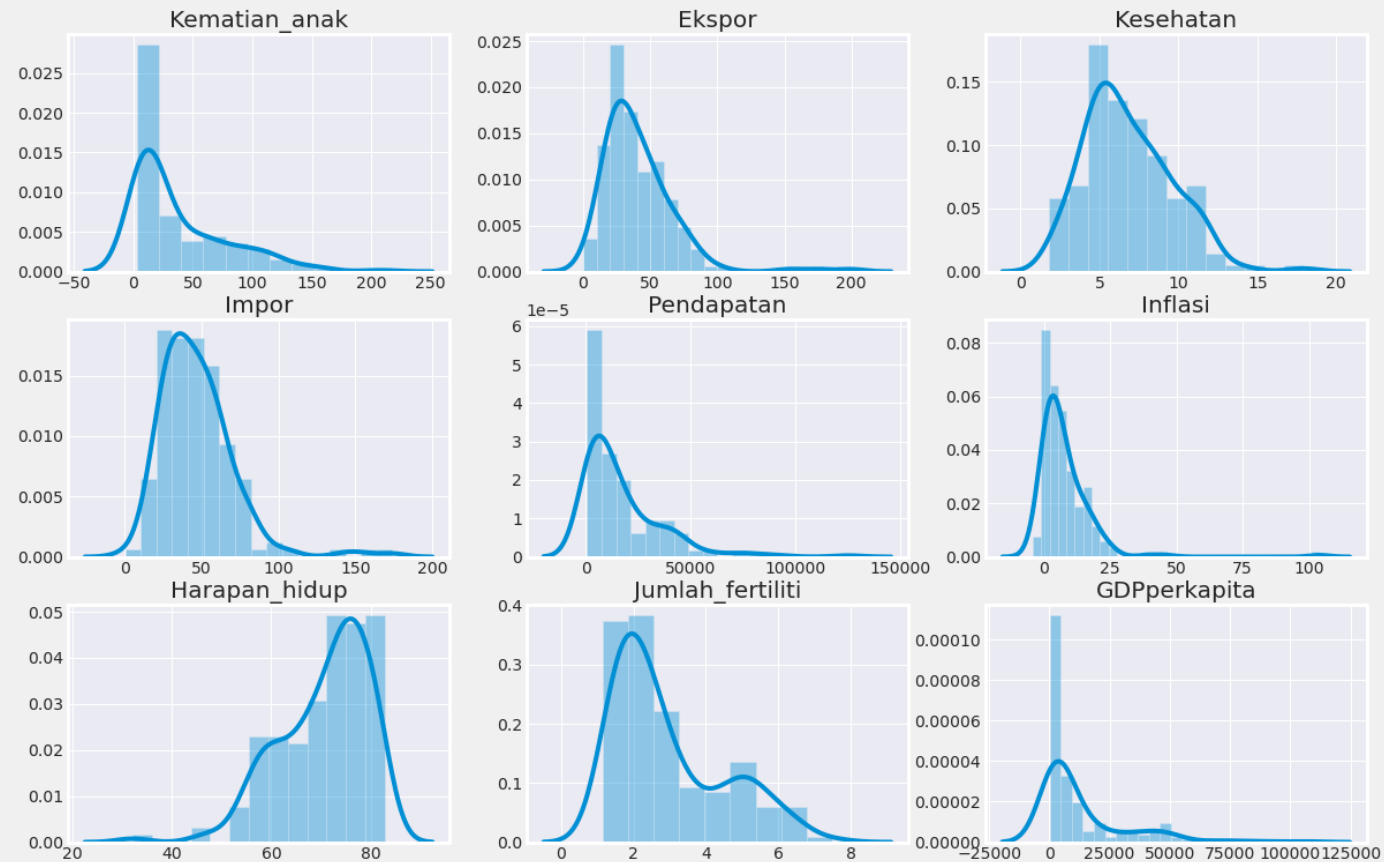 Kematian_anak
Ekspor
Kesehatan
0.025
0.020
0.015
0.010
0.005
0.000
−50 0 50 100 150 200 250
0.025
0.020
0.015
0.010
0.005
0.000
0 50 100 150 200
0.15
0.10
0.05
0.00
0 5 10 15 20
Impor
Pendapatan
Inflasi
0.015
0.010
0.005
0.000
0 50 100 150 200
1e−5
6
5
4
3
2
1
0
0 50000 100000 150000
0.08
0.06
0.04
0.02
0.00
0 25 50 75 100
Harapan_hidup
Jumlah_fertiliti
GDPperkapita
0.05
0.04
0.03
0.02
0.01
0.00
20 40 60 80
0.4
0.3
0.2
0.1
0.0
0 2 4 6 8
0.00010
0.00008
0.00006
0.00004
0.00002
0.00000
−25000 0 25000 50000 75000 100000 125000